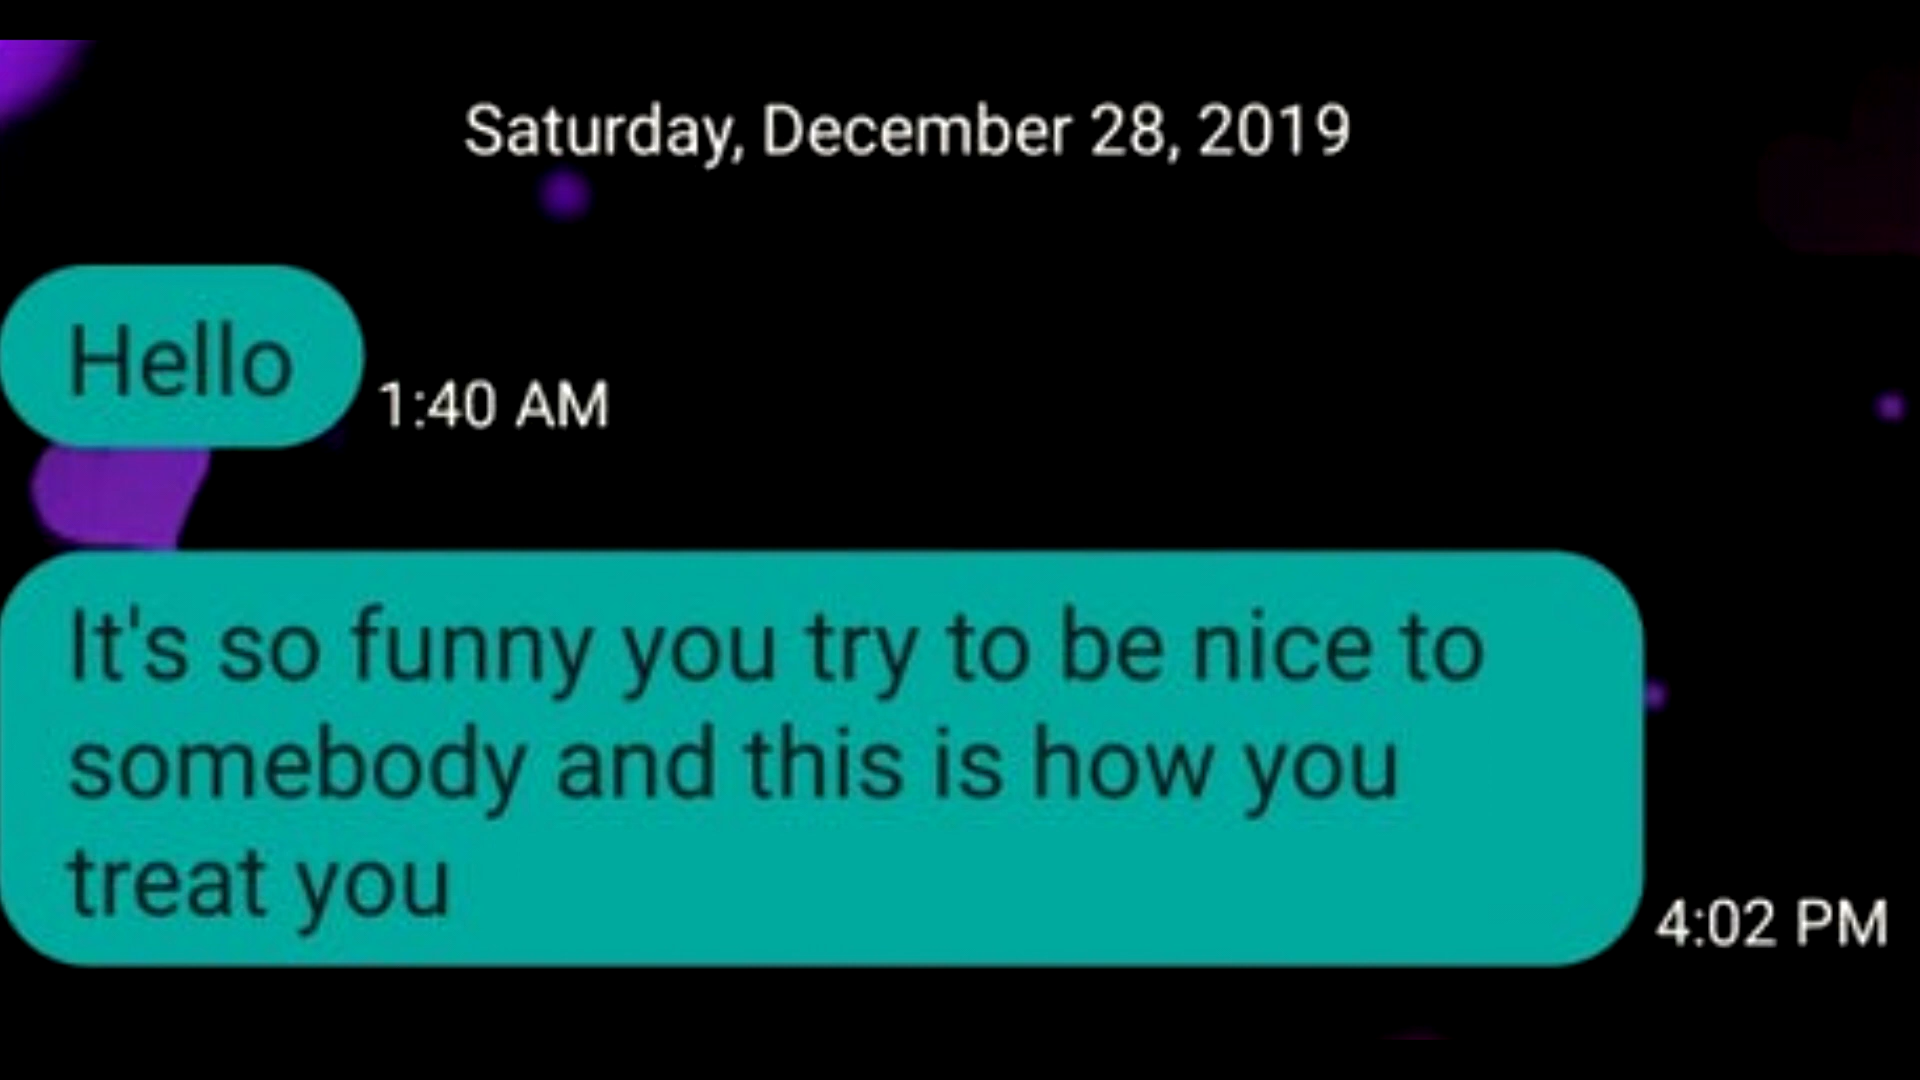 Saturday, December 28, 2019
Hello
1:40 AM
It's so funny you try to be nice to
somebody and this is how you
treat you
4:02 PM